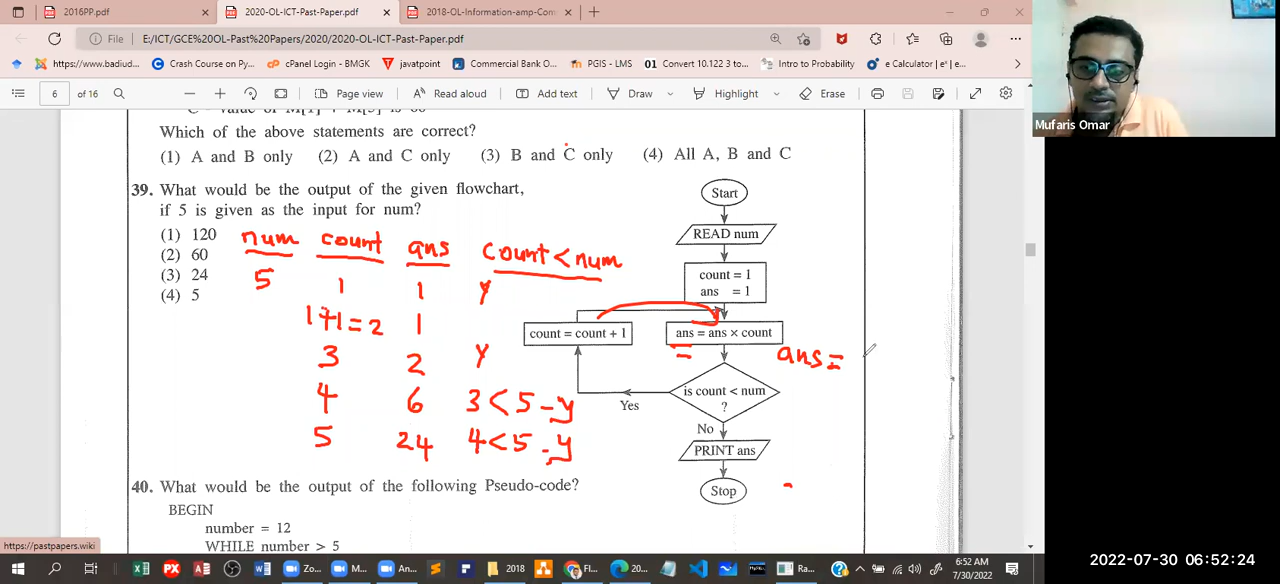 2016PP.pdf
2020-OL-ICT-Past-Paper.pdf
2018-OL-Information-amp-Com
File
E:/ICT/GCE%20OL-Past%20Papers/2020/2020-OL-ICT-Past-Paper.pdf
https://www.badiud...
Crash Course on Py...
cPanel Login - BMGK
javatpoint
Commercial Bank O...
PGIS - LMS
Convert 10.122 3 to...
Intro to Probability
e Calculator | e¹ | e...
6 of 16
Page view
Read aloud
Add text
Draw
Highlight
Erase
Mufaris Omar
Which of the above statements are correct?
(1) A and B only (2) A and C only (3) B and C only (4) All A, B and C
39. What would be the output of the given flowchart,
if 5 is given as the input for num?
(1) 120
(2) 60
(3) 24
(4) 5
num count ans count < num
5 1 1 y
1+1=2 1
3 2 y
4 6 3 < 5 - y
5 24 4 < 5 - y
Start
READ num
count = 1
ans = 1
count = count + 1
ans = ans × count
ans =
is count < num
?
Yes
No
PRINT ans
Stop
40. What would be the output of the following Pseudo-code?
BEGIN
number = 12
WHILE number > 5
https://pastpapers.wiki
Zo...
M...
An...
2018
Fl...
20...
Ra...
6:52 AM
7/30/2022
2022-07-30 06:52:24